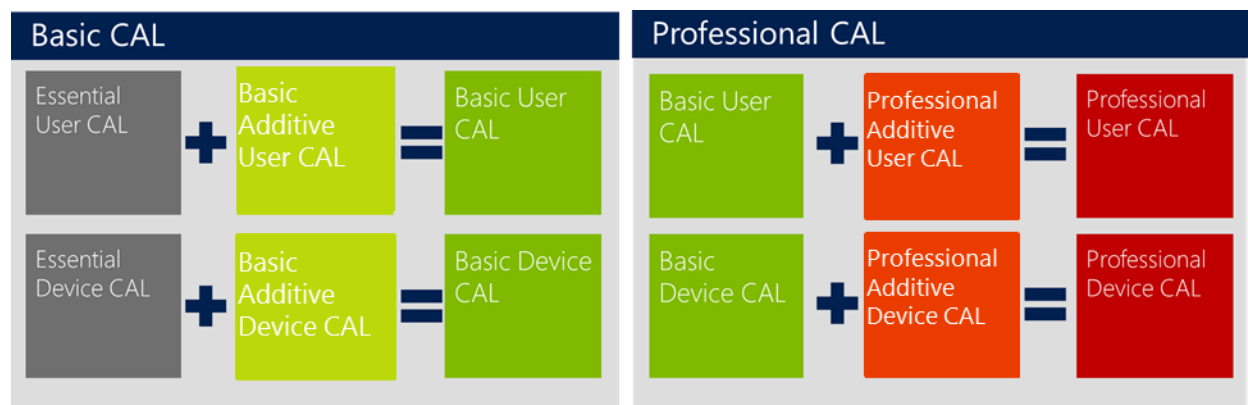 Basic CAL
Essential
User CAL
Basic
Additive
User CAL
Basic User
CAL
Essential
Device CAL
Basic
Additive
Device CAL
Basic Device
CAL
Professional CAL
Basic User
CAL
Professional
Additive
User CAL
Professional
User CAL
Basic
Device CAL
Professional
Additive
Device CAL
Professional
Device CAL